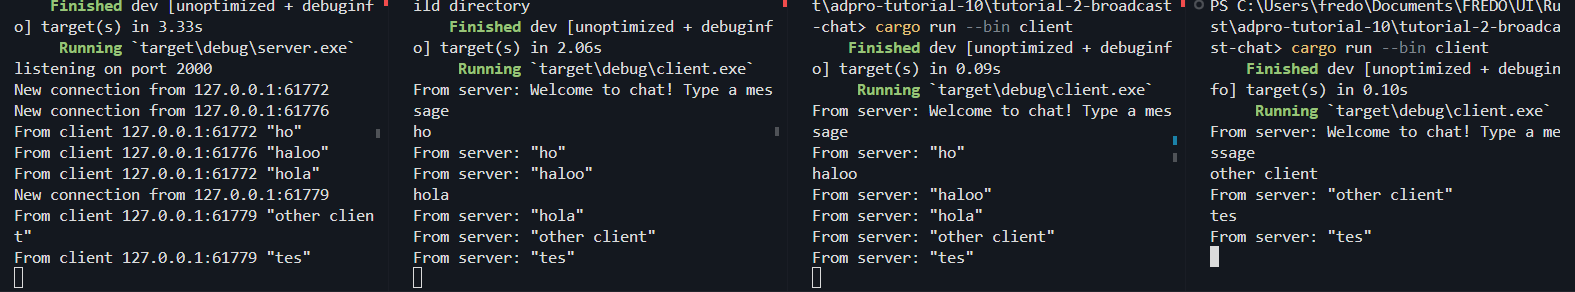 Finished dev [unoptimized + debuginf
o] target(s) in 3.33s
Running `target\debug\server.exe`
listening on port 2000
New connection from 127.0.0.1:61772
New connection from 127.0.0.1:61776
From client 127.0.0.1:61772 "ho"
From client 127.0.0.1:61776 "haloo"
From client 127.0.0.1:61772 "hola"
New connection from 127.0.0.1:61779
From client 127.0.0.1:61779 "other clien
t"
From client 127.0.0.1:61779 "tes"
ild directory
Finished dev [unoptimized + debuginf
o] target(s) in 2.06s
Running `target\debug\client.exe`
From server: Welcome to chat! Type a mes
sage
ho
From server: "ho"
From server: "haloo"
hola
From server: "hola"
From server: "other client"
From server: "tes"
t\adpro-tutorial-10\tutorial-2-broadcast
-chat> cargo run --bin client
Finished dev [unoptimized + debuginf
o] target(s) in 0.09s
Running `target\debug\client.exe`
From server: Welcome to chat! Type a mes
sage
From server: "ho"
haloo
From server: "haloo"
From server: "hola"
From server: "other client"
From server: "tes"
PS C:\Users\fredo\Documents\FREDO\UI\Ru
st\adpro-tutorial-10\tutorial-2-broadca
st-chat> cargo run --bin client
Finished dev [unoptimized + debugin
fo] target(s) in 0.10s
Running `target\debug\client.exe`
From server: Welcome to chat! Type a me
ssage
other client
From server: "other client"
tes
From server: "tes"